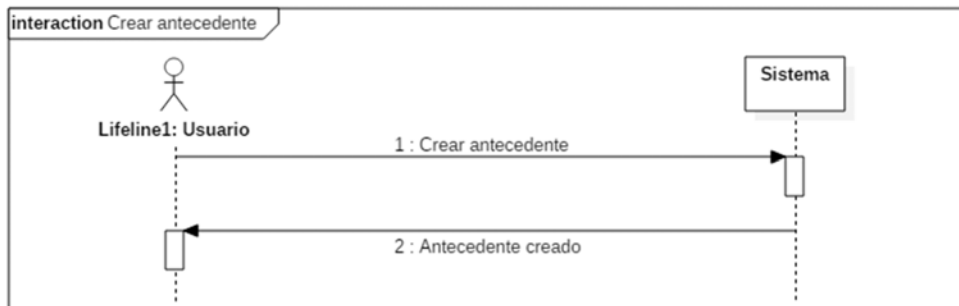 interaction Crear antecedente
Sistema
Lifeline1: Usuario
1 : Crear antecedente
2 : Antecedente creado